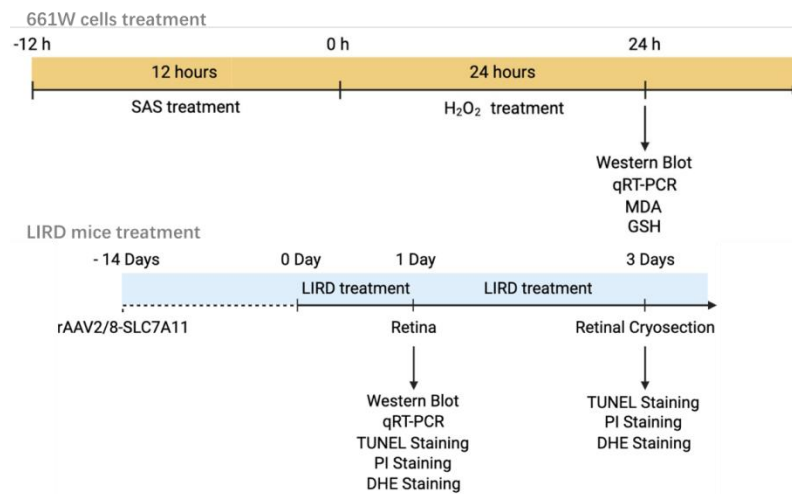 661W cells treatment
-12 h 0 h 24 h
12 hours 24 hours
SAS treatment H₂O₂ treatment
Western Blot
qRT-PCR
MDA
GSH
LIRD mice treatment
- 14 Days 0 Day 1 Day 3 Days
LIRD treatment LIRD treatment
rAAV2/8-SLC7A11 Retina Retinal Cryosection
Western Blot
qRT-PCR
TUNEL Staining
PI Staining
DHE Staining
TUNEL Staining
PI Staining
DHE Staining